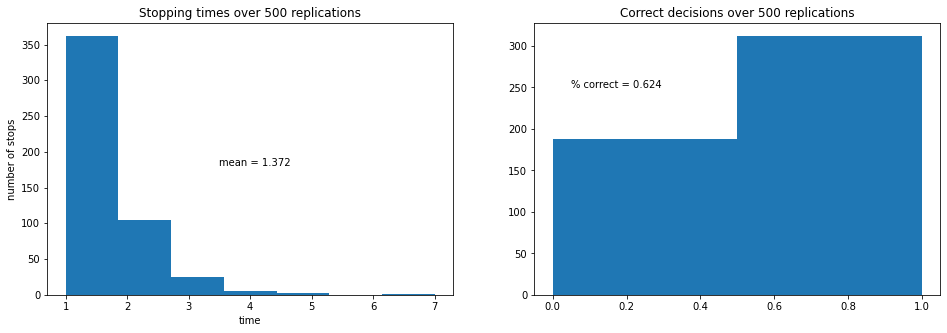 Stopping times over 500 replications
350
300
250
200
150
100
50
0
number of stops
mean = 1.372
1 2 3 4 5 6 7
time
Correct decisions over 500 replications
300
250
200
150
100
50
0
% correct = 0.624
0.0 0.2 0.4 0.6 0.8 1.0